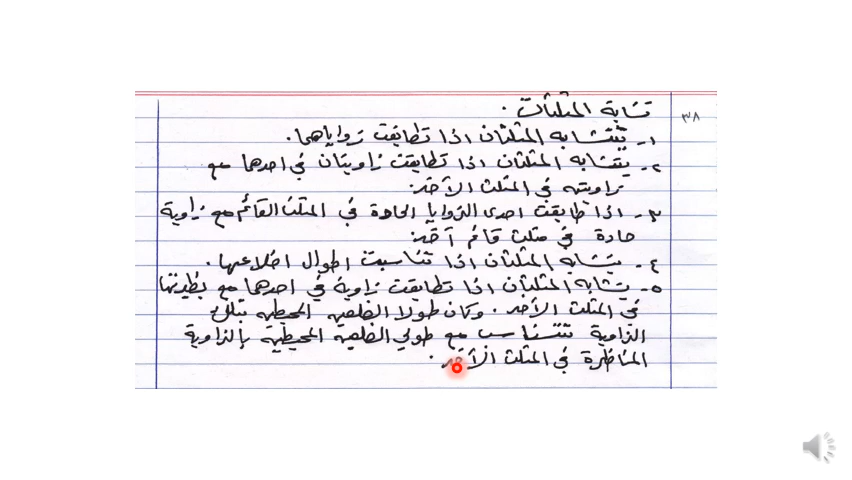 ٣٨
تشابه المثلثات .
١- يتشابه المثلثان اذا تطابقت زواياهما .
٢- يتشابه المثلثان اذا تطابقت زاويتان في احدهما مع
زاويتين في المثلث الآخر .
٣- اذا طابقت احدى الزوايا الحادة في المثلث القائم مع زاوية
حادة في مثلث قائم آخر .
٤- يتشابه المثلثان اذا تناسبت اطوال اضلاعهما .
٥- يتشابه المثلثان اذا تطابقت زاوية في احدهما مع نظيرتها
في المثلث الآخر . وكان طولا الضلعين المحيطين بتلك
الزاوية تتناسب مع طولي الضلعين المحيطين بالزاوية
المناظرة في المثلث الآخر .